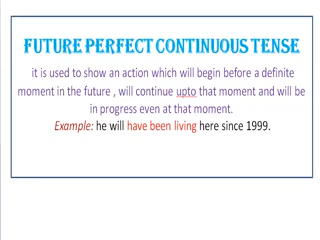 FUTURE PERFECT CONTINUOUS TENSE
it is used to show an action which will begin before a definite
moment in the future , will continue upto that moment and will be
in progress even at that moment.
Example: he will have been living here since 1999.